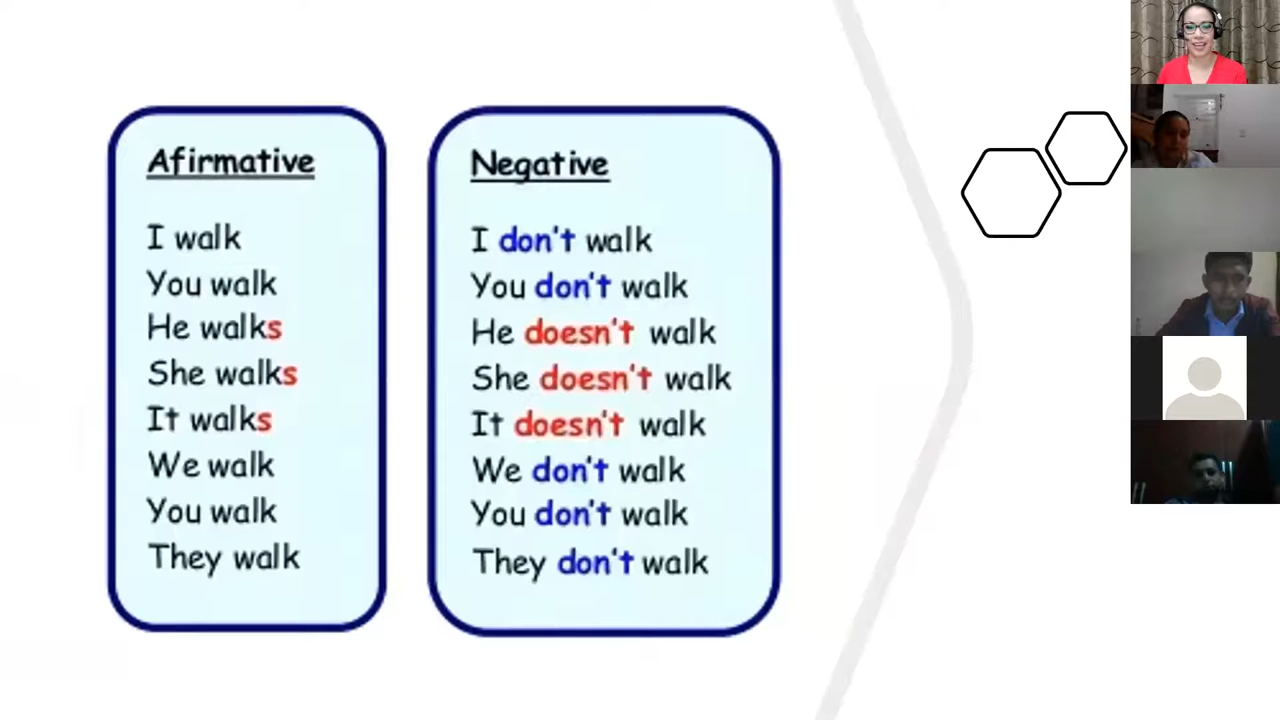 Afirmative
I walk
You walk
He walks
She walks
It walks
We walk
You walk
They walk
Negative
I don't walk
You don't walk
He doesn't walk
She doesn't walk
It doesn't walk
We don't walk
You don't walk
They don't walk